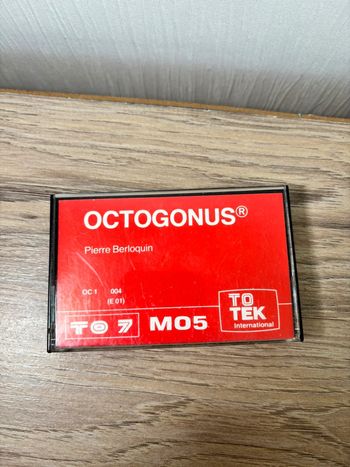 OCTOGONUS®
Pierre Berloquin
OC 1 004
(E 01)
TO 7 MO5
TO
TEK
International